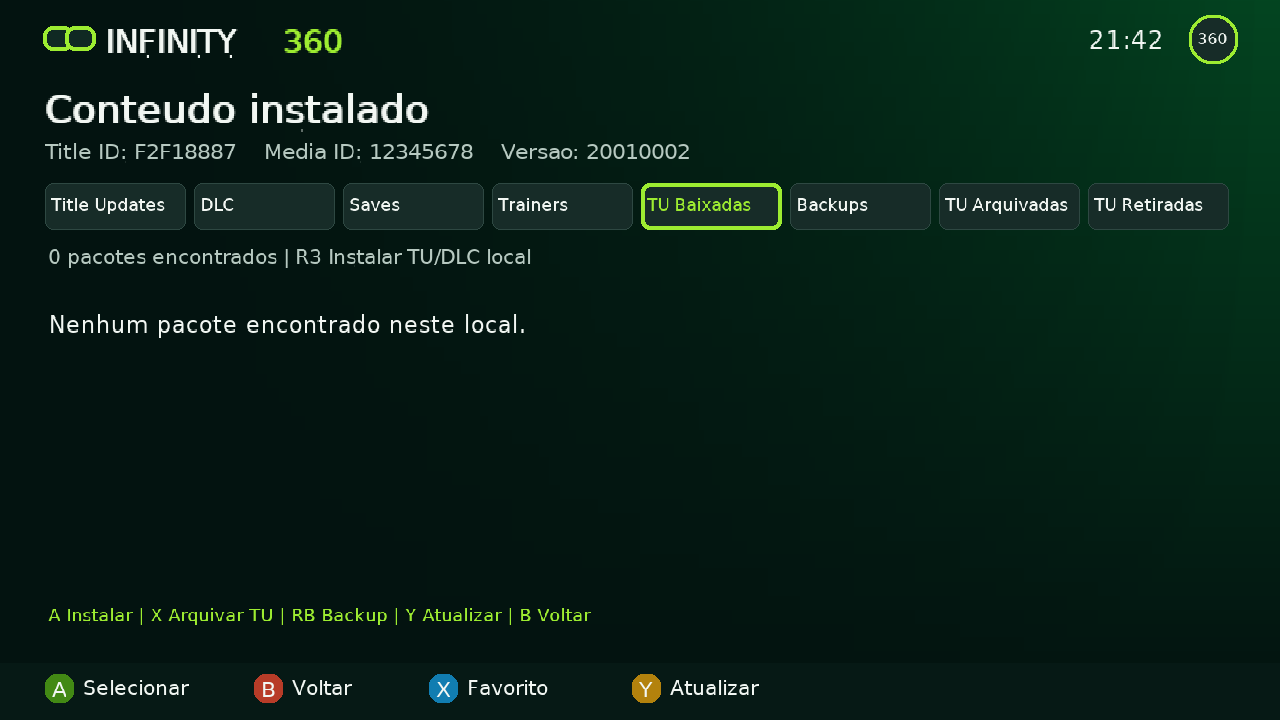 INFINITY 360 21:42 360
Conteudo instalado
Title ID: F2F18887 Media ID: 12345678 Versao: 20010002
Title Updates DLC Saves Trainers TU Baixadas Backups TU Arquivadas TU Retiradas
0 pacotes encontrados | R3 Instalar TU/DLC local
Nenhum pacote encontrado neste local.
A Instalar | X Arquivar TU | RB Backup | Y Atualizar | B Voltar
A Selecionar B Voltar X Favorito Y Atualizar